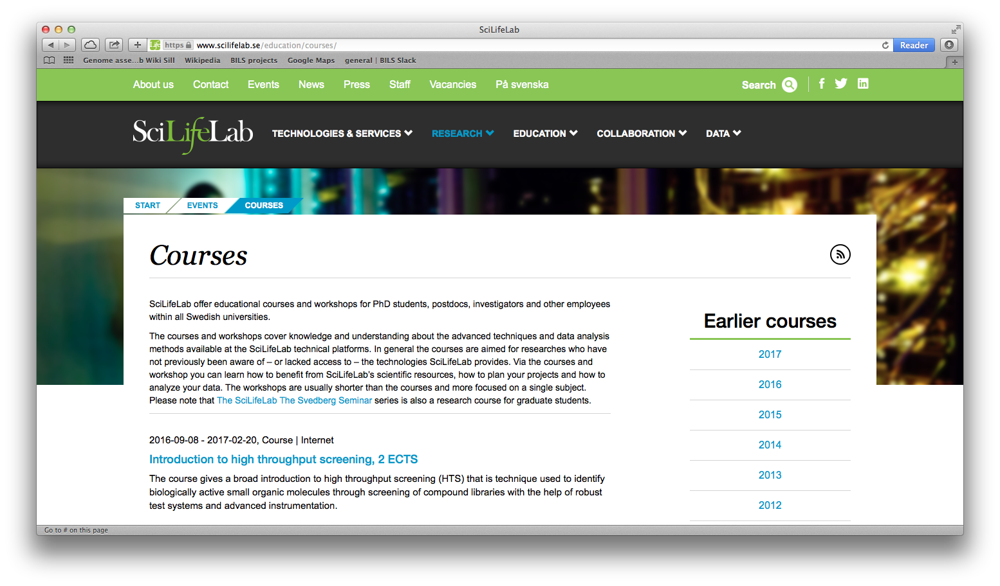 SciLifeLab
https www.scilifelab.se/education/courses/ Reader
Genome asse...b Wiki Sill Wikipedia BILS projects Google Maps general | BILS Slack
About us Contact Events News Press Staff Vacancies På svenska Search
SciLifeLab TECHNOLOGIES & SERVICES RESEARCH EDUCATION COLLABORATION DATA
START EVENTS COURSES
Courses
SciLifeLab offer educational courses and workshops for PhD students, postdocs, investigators and other employees
within all Swedish universities.
The courses and workshops cover knowledge and understanding about the advanced techniques and data analysis
methods available at the SciLifeLab technical platforms. In general the courses are aimed for researches who have
not previously been aware of – or lacked access to – the technologies SciLifeLab provides. Via the courses and
workshop you can learn how to benefit from SciLifeLab's scientific resources, how to plan your projects and how to
analyze your data. The workshops are usually shorter than the courses and more focused on a single subject.
Please note that The SciLifeLab The Svedberg Seminar series is also a research course for graduate students.
2016-09-08 - 2017-02-20, Course | Internet
Introduction to high throughput screening, 2 ECTS
The course gives a broad introduction to high throughput screening (HTS) that is technique used to identify
biologically active small organic molecules through screening of compound libraries with the help of robust
test systems and advanced instrumentation.
Earlier courses
2017
2016
2015
2014
2013
2012
Go to # on this page